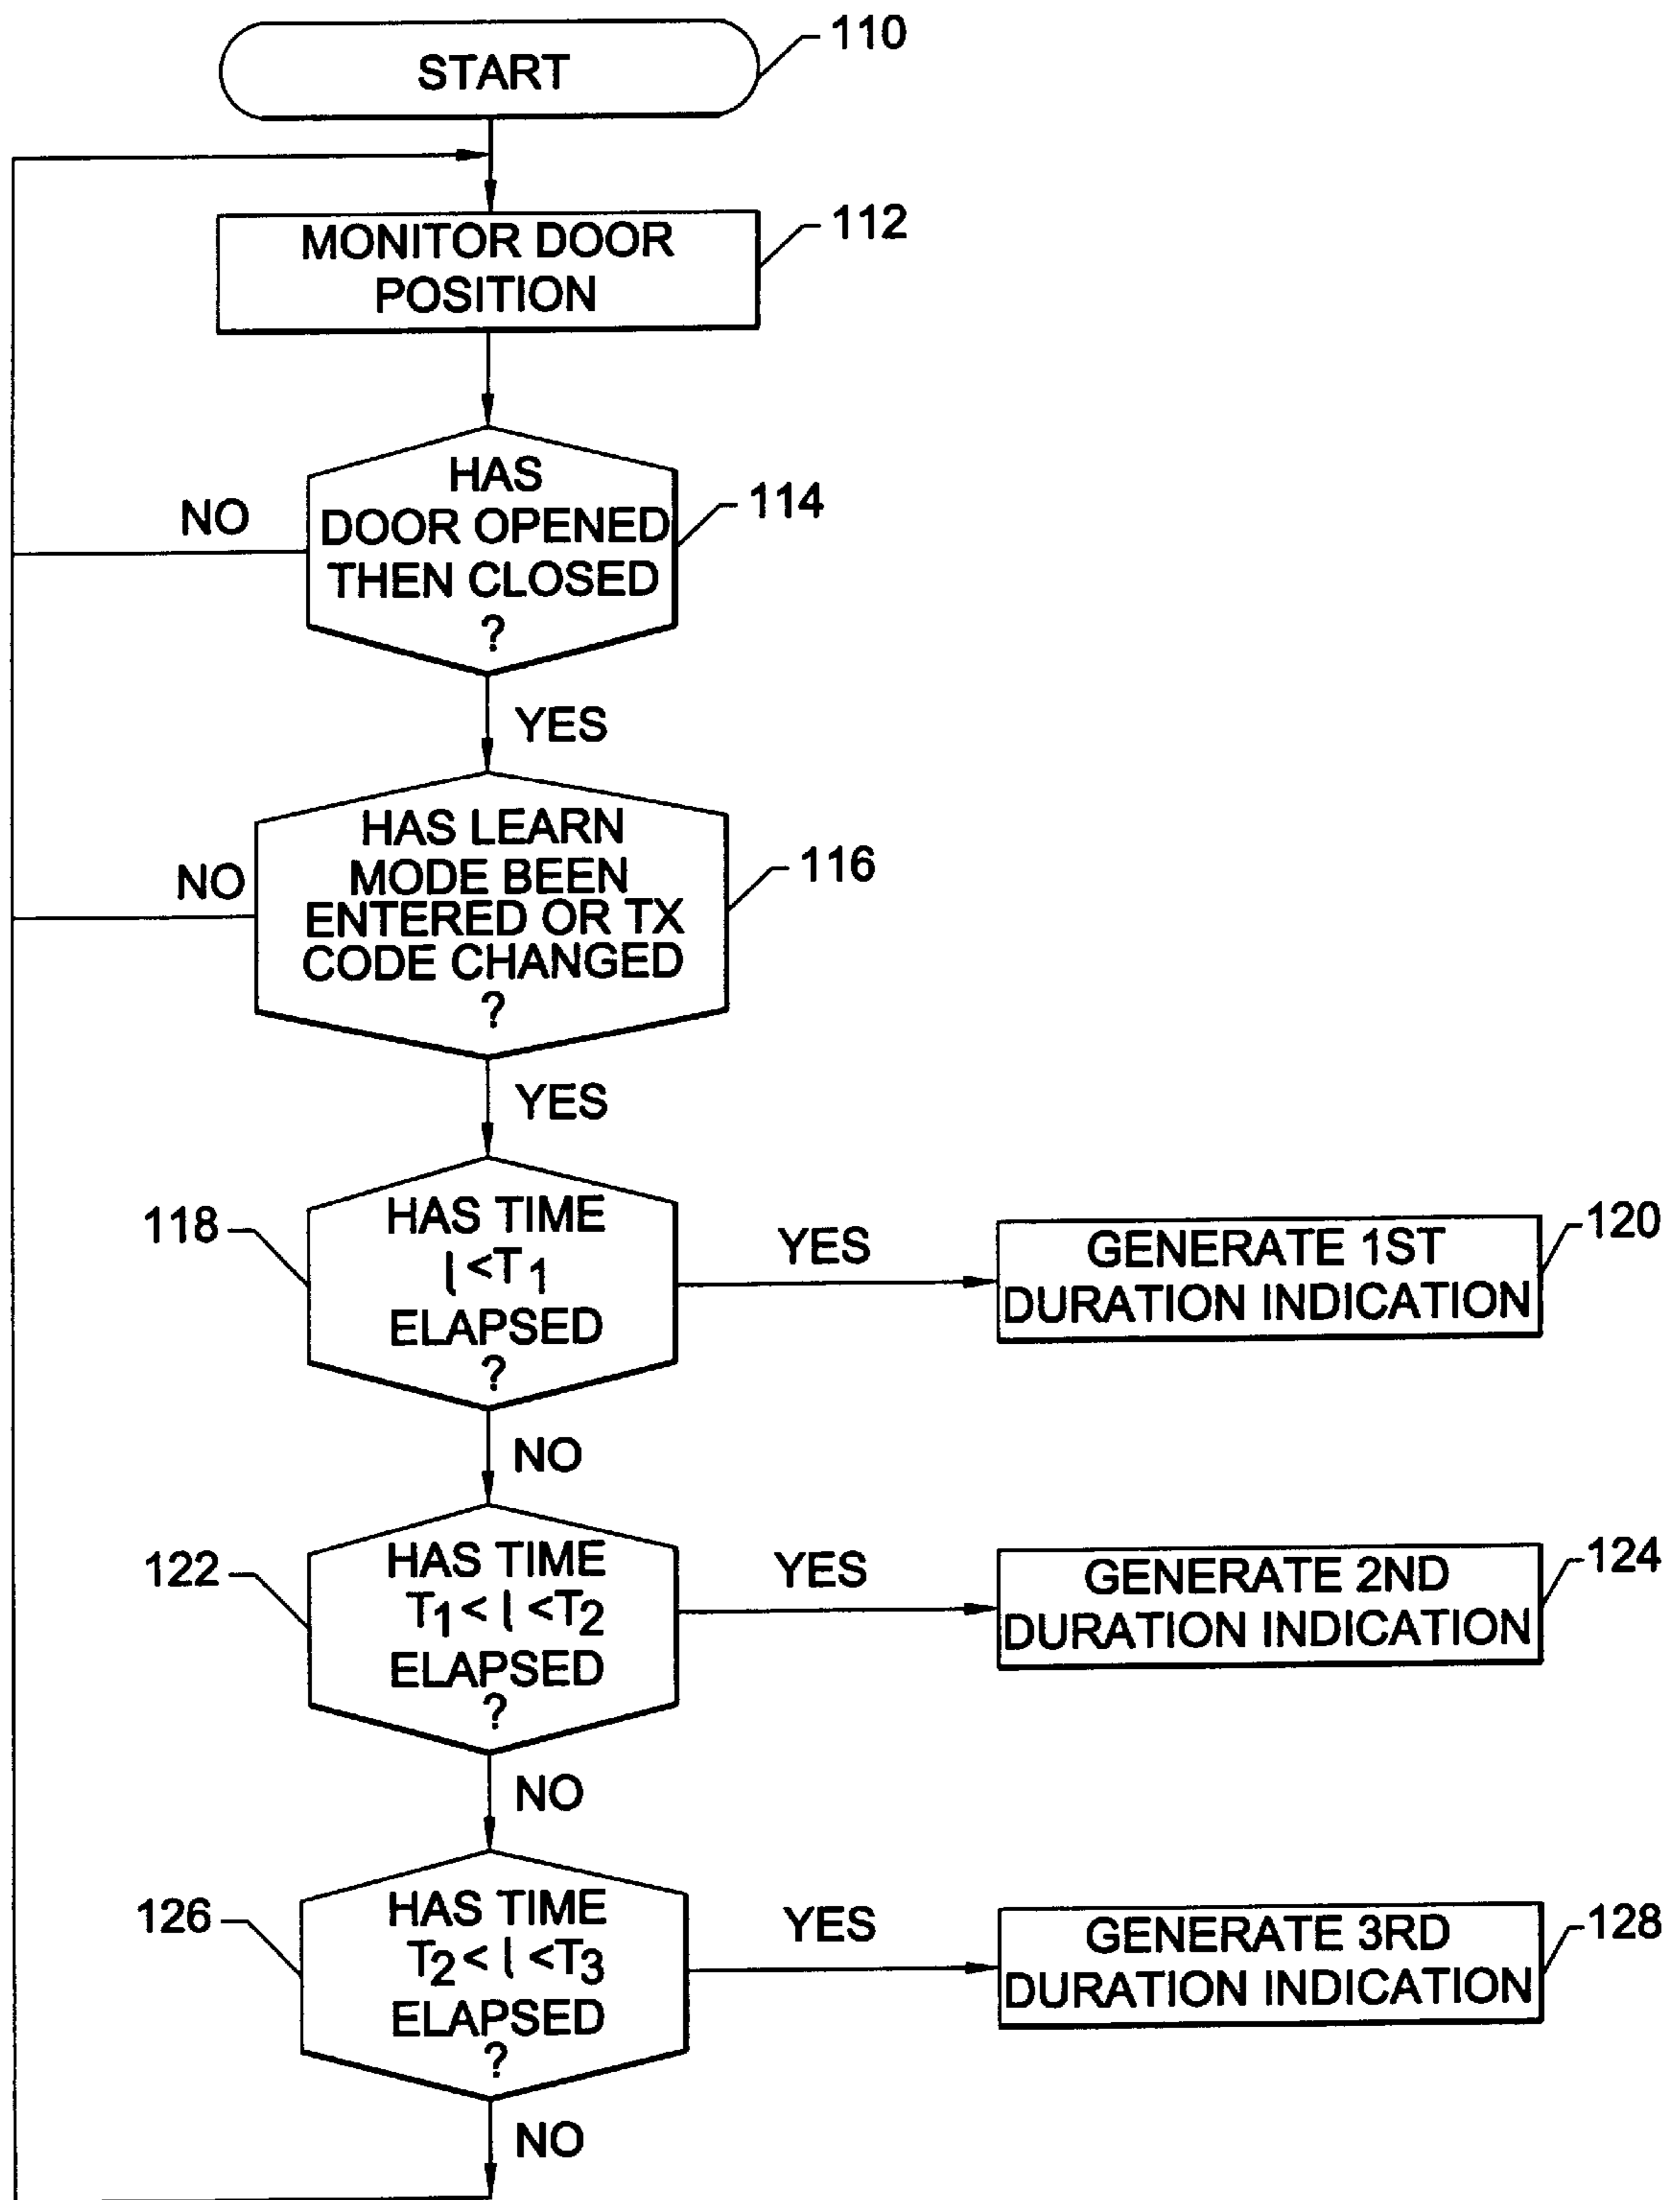 START
110
MONITOR DOOR
POSITION
112
HAS
DOOR OPENED
THEN CLOSED
?
114
NO
YES
HAS LEARN
MODE BEEN
ENTERED OR TX
CODE CHANGED
?
116
NO
YES
118
HAS TIME
l <T1
ELAPSED
?
YES
GENERATE 1ST
DURATION INDICATION
120
NO
122
HAS TIME
T1 < l <T2
ELAPSED
?
YES
GENERATE 2ND
DURATION INDICATION
124
NO
126
HAS TIME
T2 < l <T3
ELAPSED
?
YES
GENERATE 3RD
DURATION INDICATION
128
NO